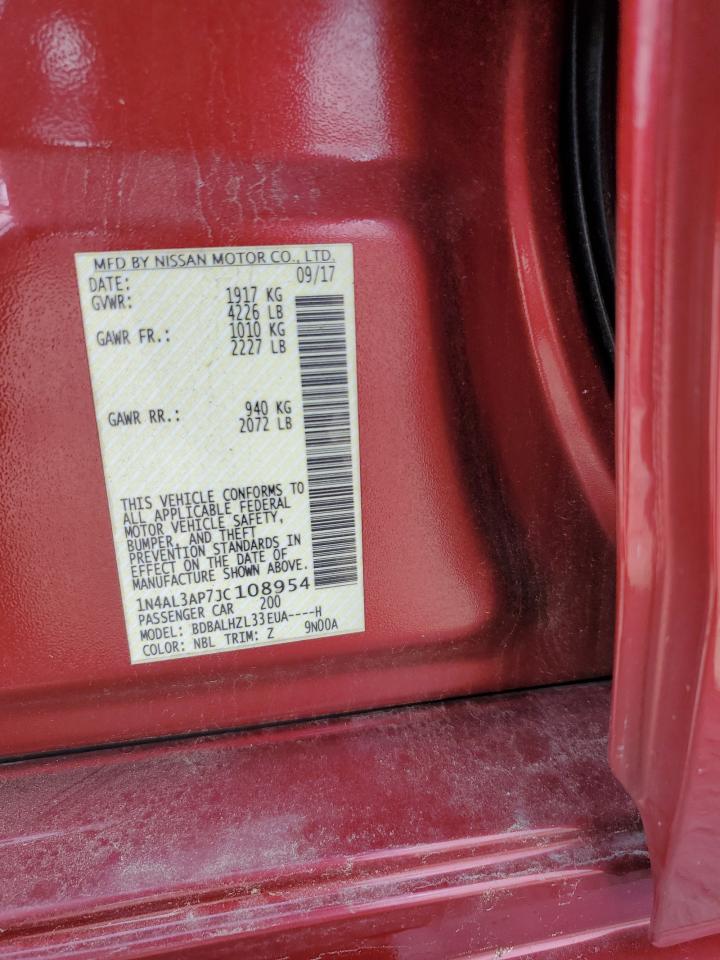 MFD BY NISSAN MOTOR CO., LTD.
DATE: 09/17
GVWR: 1917 KG
4226 LB
GAWR FR.: 1010 KG
2227 LB
GAWR RR.: 940 KG
2072 LB
THIS VEHICLE CONFORMS TO
ALL APPLICABLE FEDERAL
MOTOR VEHICLE SAFETY,
BUMPER, AND THEFT
PREVENTION STANDARDS IN
EFFECT ON THE DATE OF
MANUFACTURE SHOWN ABOVE.
1N4AL3AP7JC108954
PASSENGER CAR 200
MODEL: BDBALHZL33EUA----H
COLOR: NBL TRIM: Z 9N00A